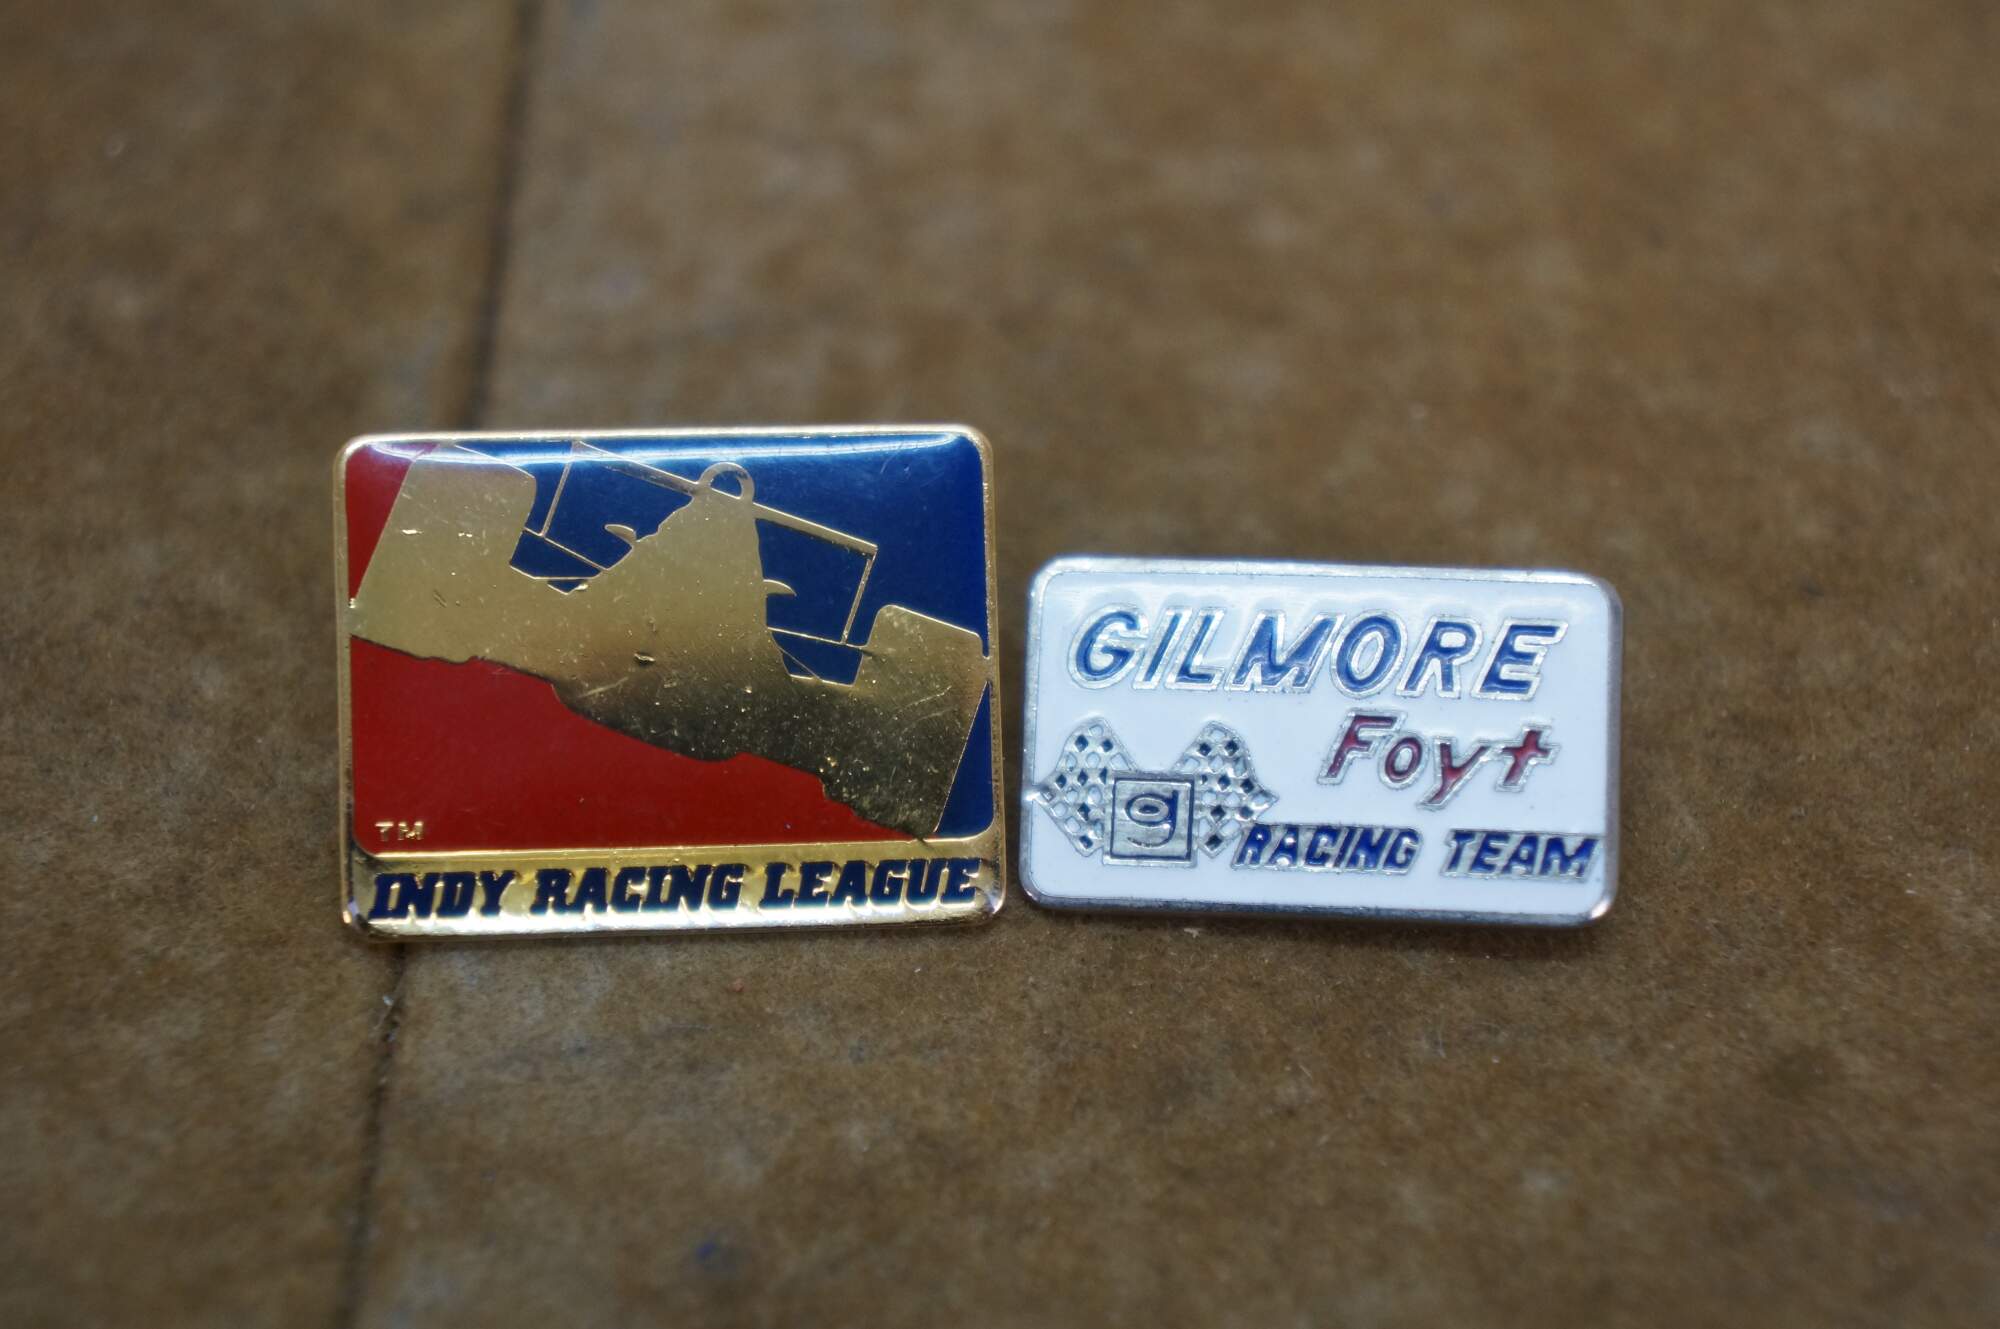 TM
INDY RACING LEAGUE
GILMORE
Foyt
g
RACING TEAM